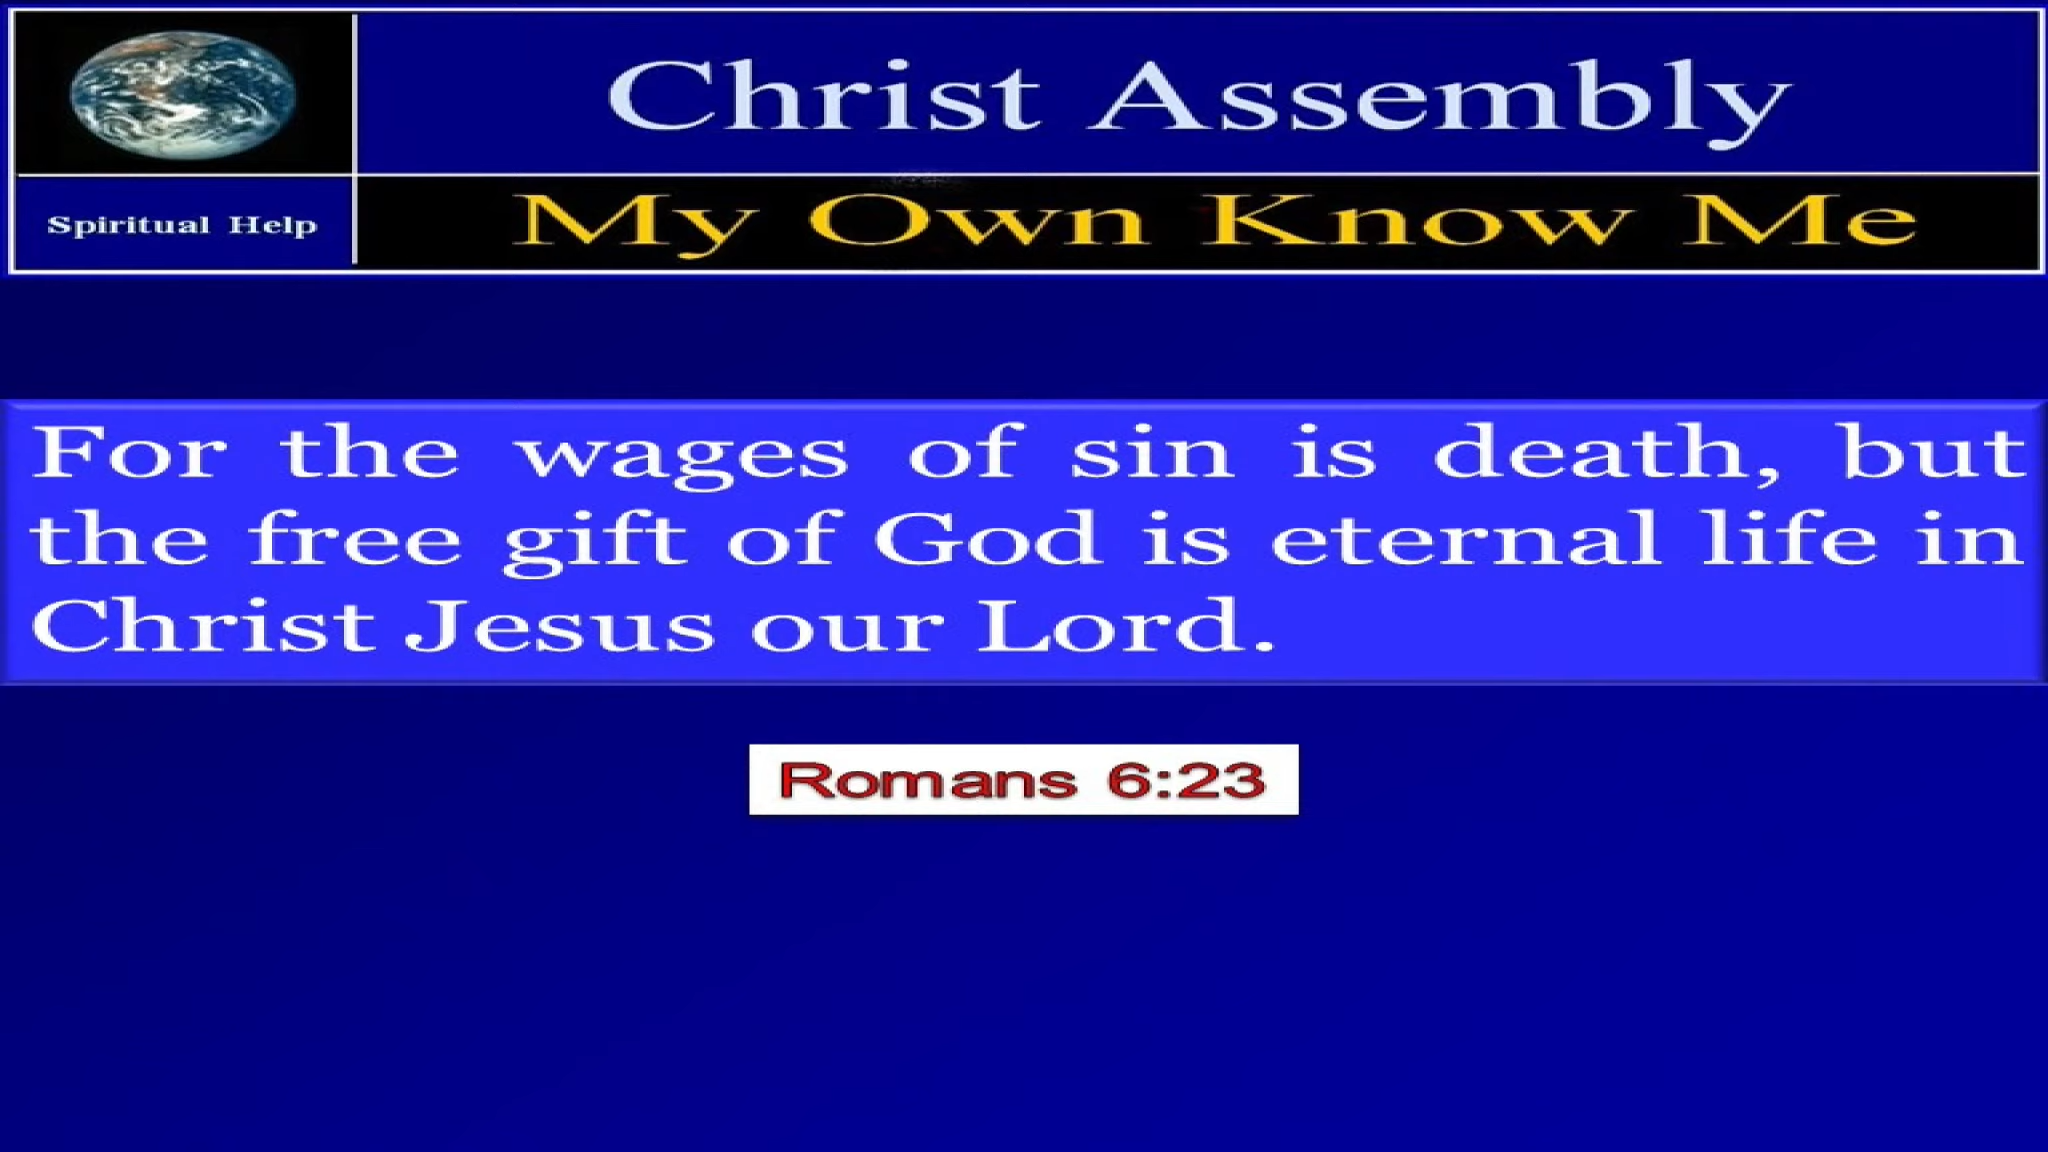 Christ Assembly
Spiritual Help
My Own Know Me
For the wages of sin is death, but
the free gift of God is eternal life in
Christ Jesus our Lord.
Romans 6:23